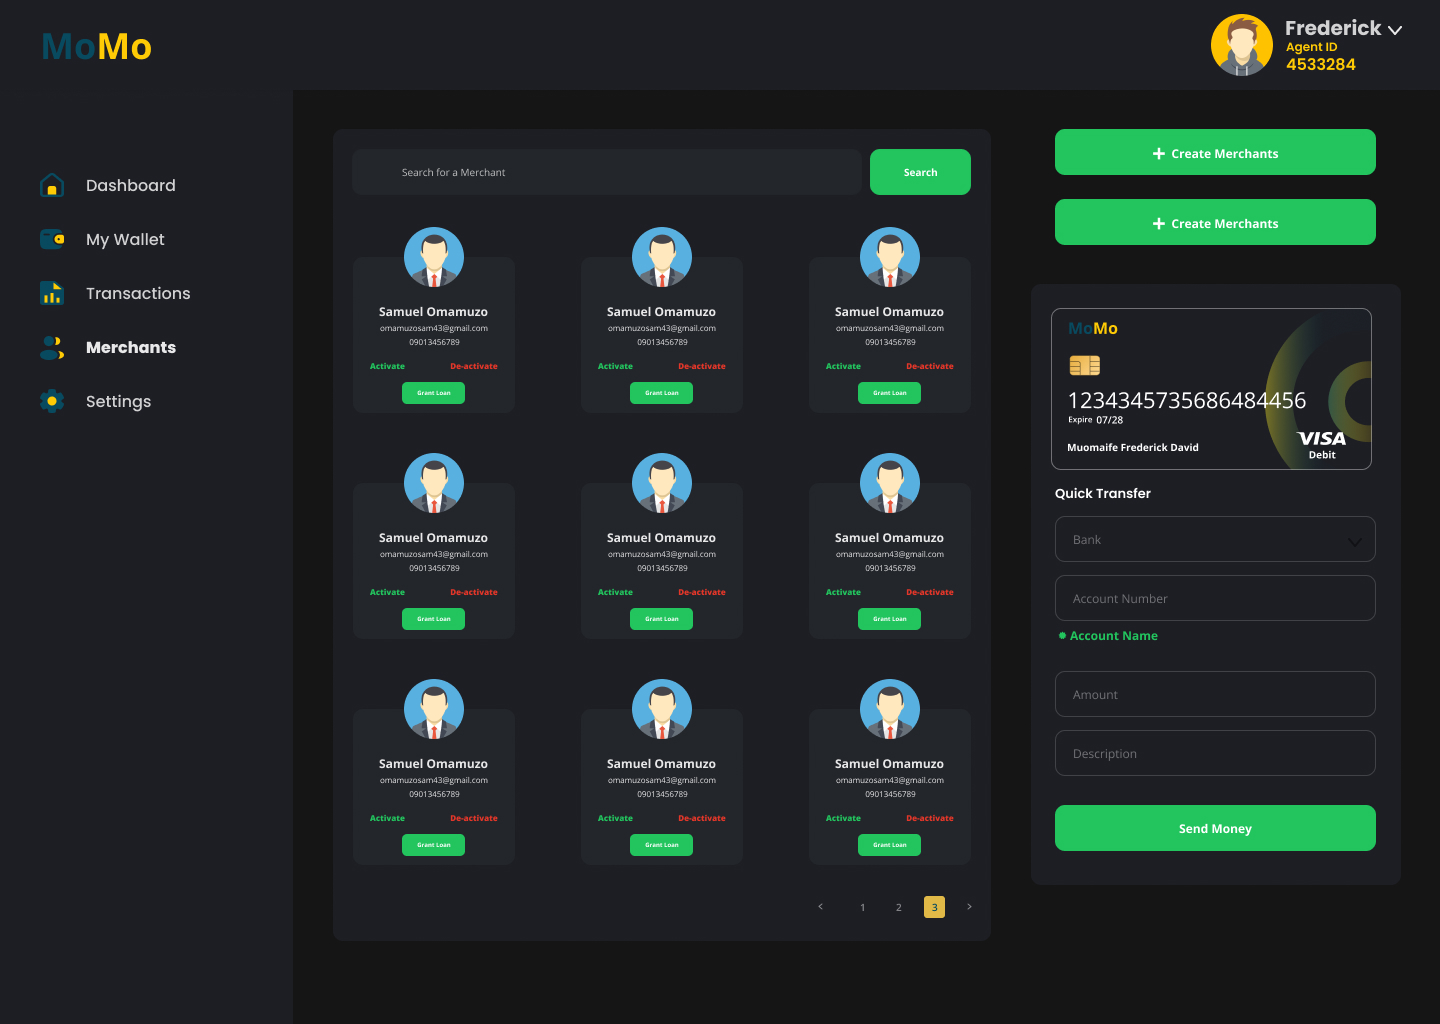 MoMo
Frederick
Agent ID
4533284
Dashboard
My Wallet
Transactions
Merchants
Settings
Search for a Merchant
Search
Samuel Omamuzo
omamuzosam43@gmail.com
09013456789
Activate De-activate
Grant Loan
Samuel Omamuzo
omamuzosam43@gmail.com
09013456789
Activate De-activate
Grant Loan
Samuel Omamuzo
omamuzosam43@gmail.com
09013456789
Activate De-activate
Grant Loan
Samuel Omamuzo
omamuzosam43@gmail.com
09013456789
Activate De-activate
Grant Loan
Samuel Omamuzo
omamuzosam43@gmail.com
09013456789
Activate De-activate
Grant Loan
Samuel Omamuzo
omamuzosam43@gmail.com
09013456789
Activate De-activate
Grant Loan
Samuel Omamuzo
omamuzosam43@gmail.com
09013456789
Activate De-activate
Grant Loan
Samuel Omamuzo
omamuzosam43@gmail.com
09013456789
Activate De-activate
Grant Loan
Samuel Omamuzo
omamuzosam43@gmail.com
09013456789
Activate De-activate
Grant Loan
< 1 2 3 >
+ Create Merchants
+ Create Merchants
MoMo
1234345735686484456
Expire 07/28
Muomaife Frederick David
VISA
Debit
Quick Transfer
Bank
Account Number
Account Name
Amount
Description
Send Money